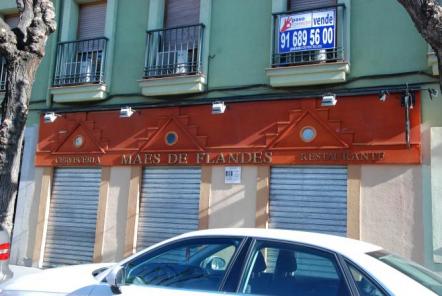 vende
91 689 56 00
CERVECERIA MAES DE FLANDES RESTAURANTE